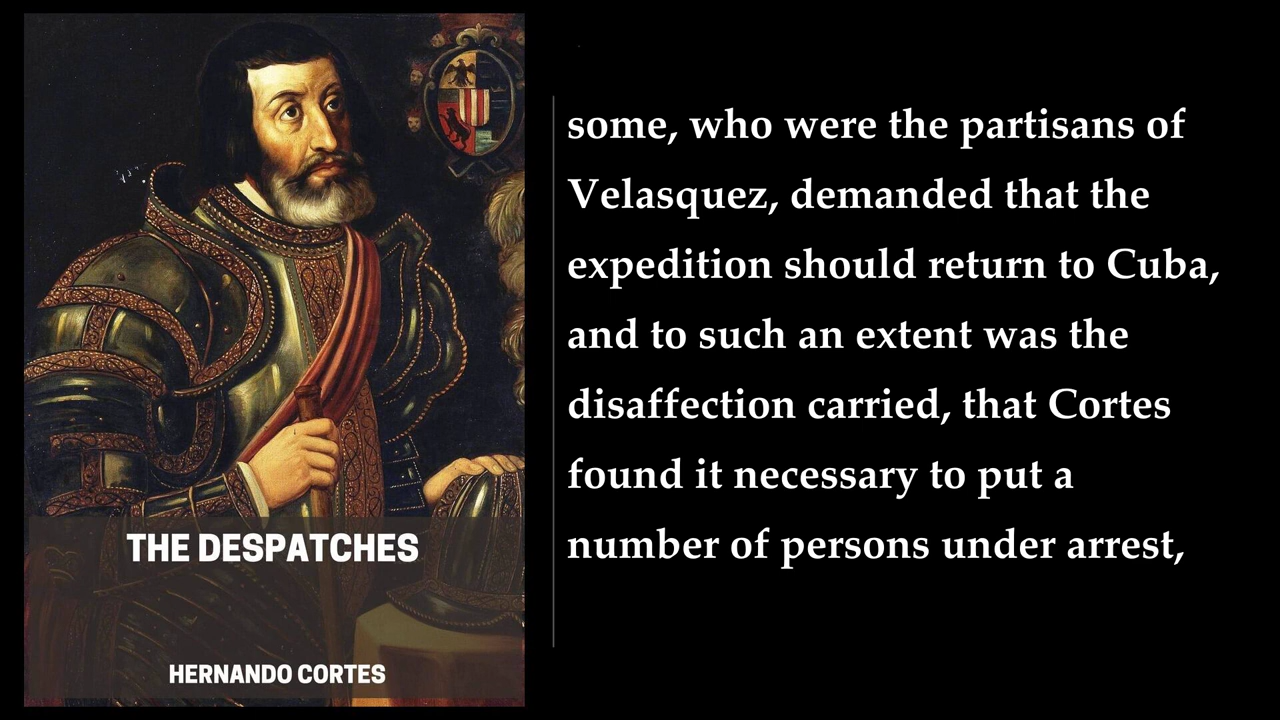 THE DESPATCHES
HERNANDO CORTES
some, who were the partisans of
Velasquez, demanded that the
expedition should return to Cuba,
and to such an extent was the
disaffection carried, that Cortes
found it necessary to put a
number of persons under arrest,